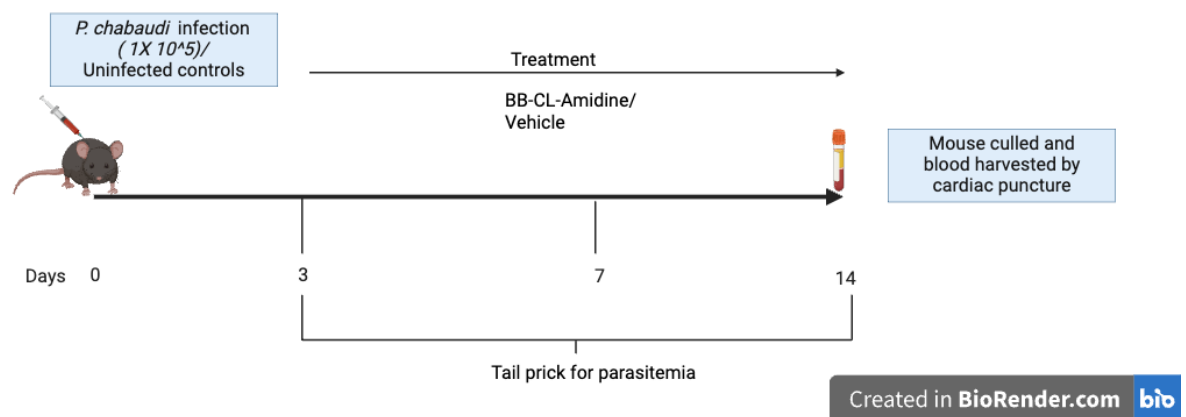 P. chabaudi infection
( 1X 10^5)/
Uninfected controls
Treatment
BB-CL-Amidine/
Vehicle
Mouse culled and
blood harvested by
cardiac puncture
Days 0 3 7 14
Tail prick for parasitemia
Created in BioRender.com bio